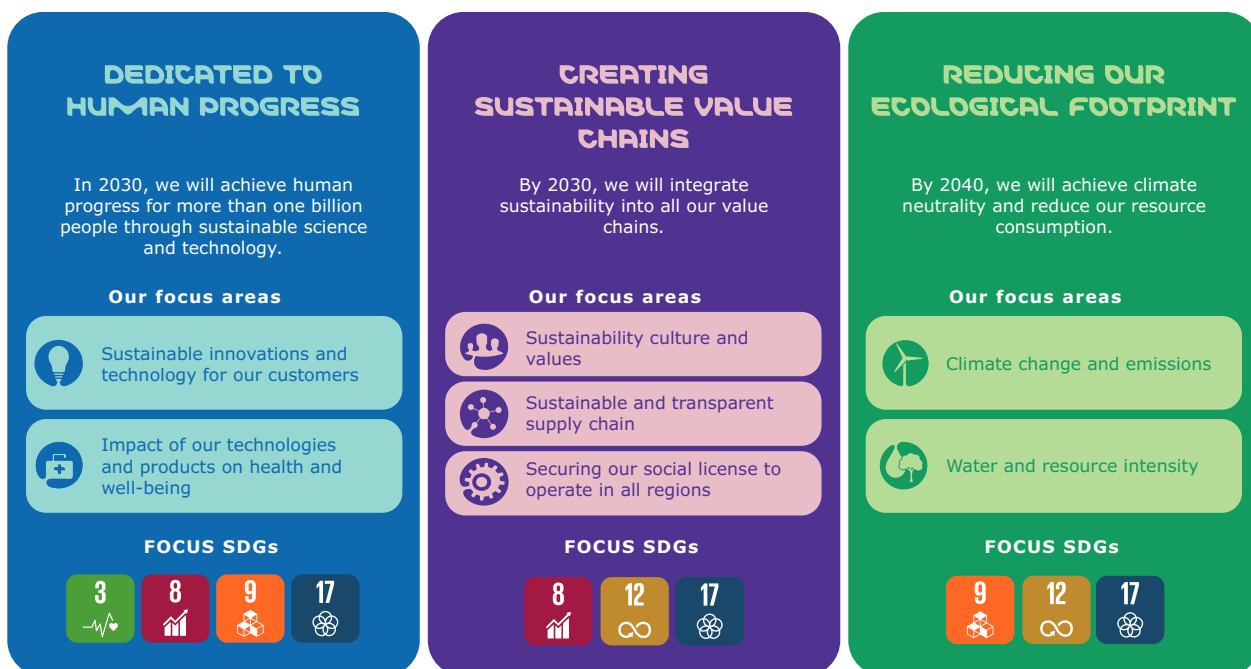 DEDICATED TO
HUMAN PROGRESS
In 2030, we will achieve human
progress for more than one billion
people through sustainable science
and technology.
Our focus areas
Sustainable innovations and
technology for our customers
Impact of our technologies
and products on health and
well-being
FOCUS SDGs
3 8 9 17
CREATING
SUSTAINABLE VALUE
CHAINS
By 2030, we will integrate
sustainability into all our value
chains.
Our focus areas
Sustainability culture and
values
Sustainable and transparent
supply chain
Securing our social license to
operate in all regions
FOCUS SDGs
8 12 17
REDUCING OUR
ECOLOGICAL FOOTPRINT
By 2040, we will achieve climate
neutrality and reduce our resource
consumption.
Our focus areas
Climate change and emissions
Water and resource intensity
FOCUS SDGs
9 12 17